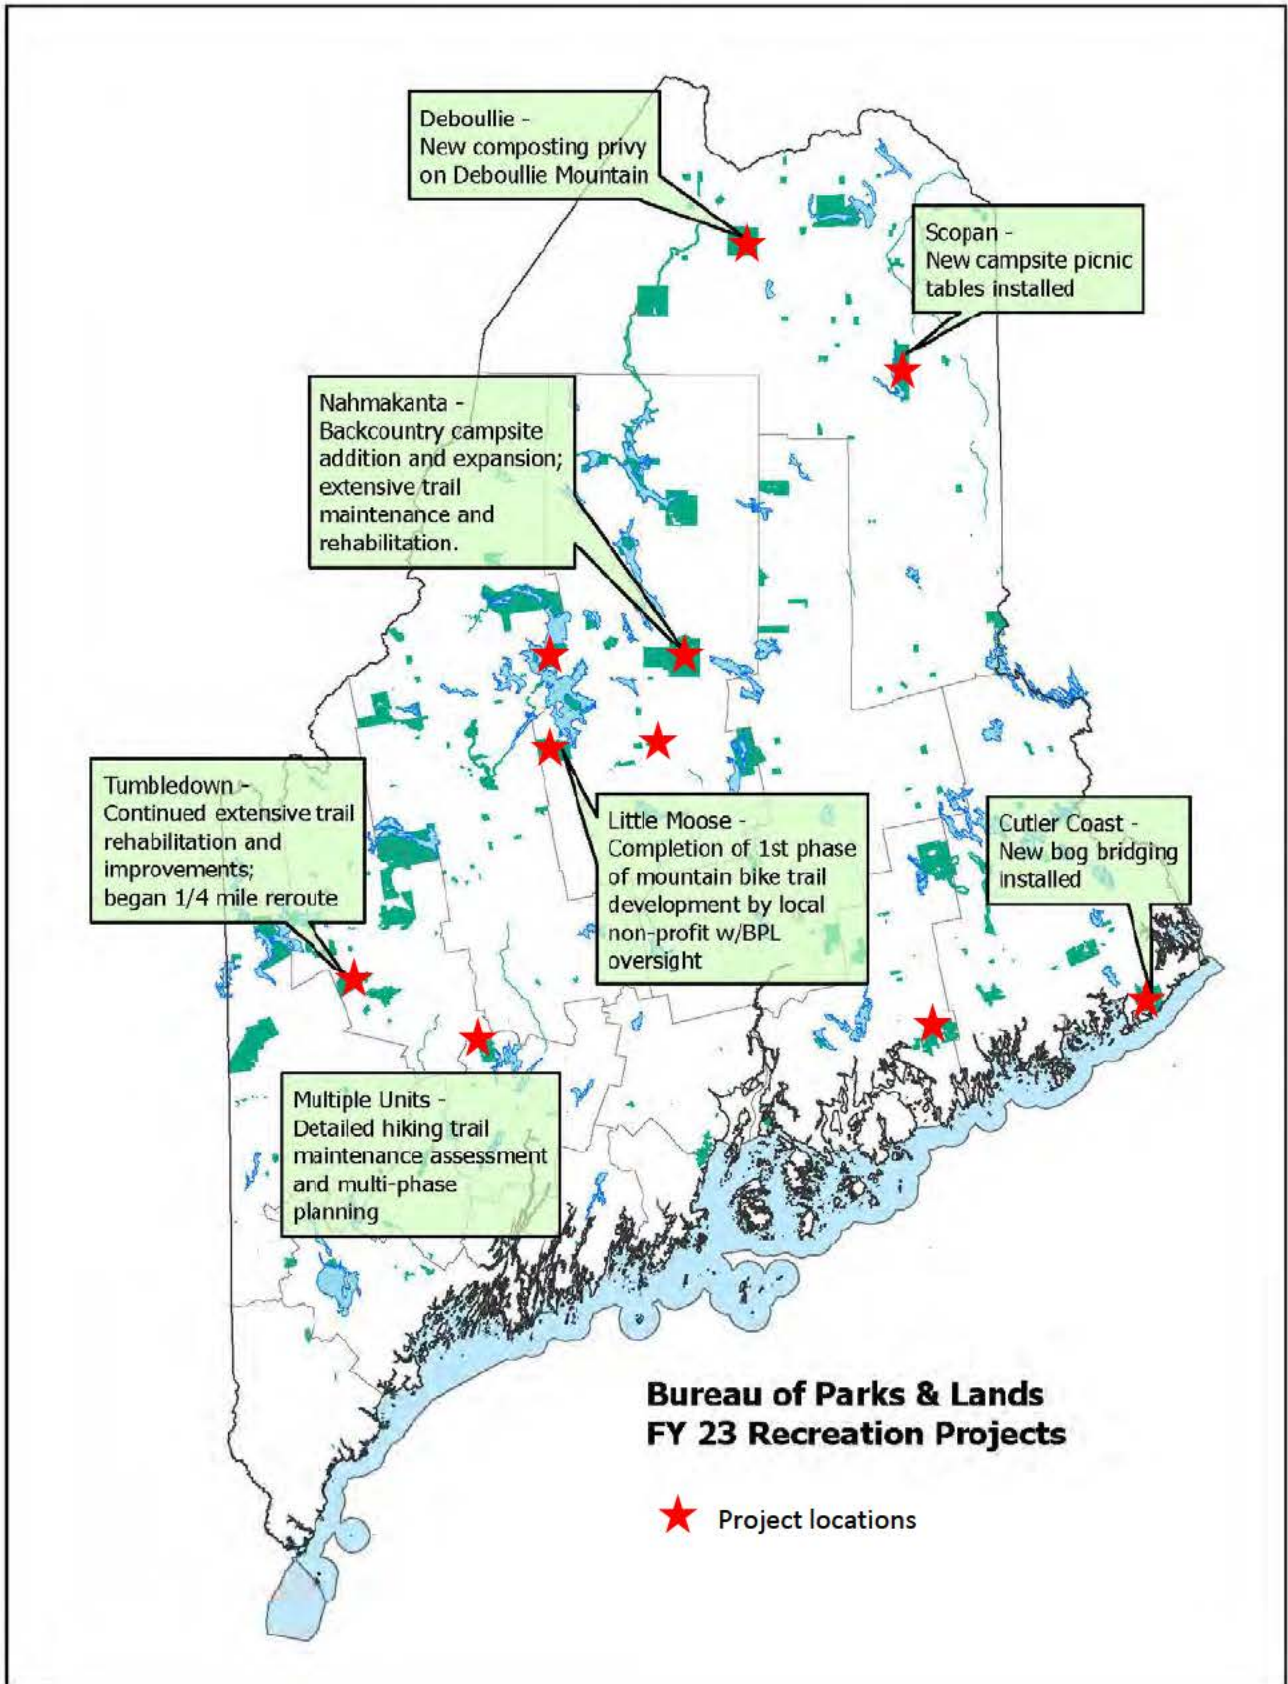 Deboullie -
New composting privy
on Deboullie Mountain
Scopan -
New campsite picnic
tables installed
Nahmakanta -
Backcountry campsite
addition and expansion;
extensive trail
maintenance and
rehabilitation.
Tumbledown -
Continued extensive trail
rehabilitation and
improvements;
began 1/4 mile reroute
Little Moose -
Completion of 1st phase
of mountain bike trail
development by local
non-profit w/BPL
oversight
Cutler Coast -
New bog bridging
installed
Multiple Units -
Detailed hiking trail
maintenance assessment
and multi-phase
planning
Bureau of Parks & Lands
FY 23 Recreation Projects
Project locations